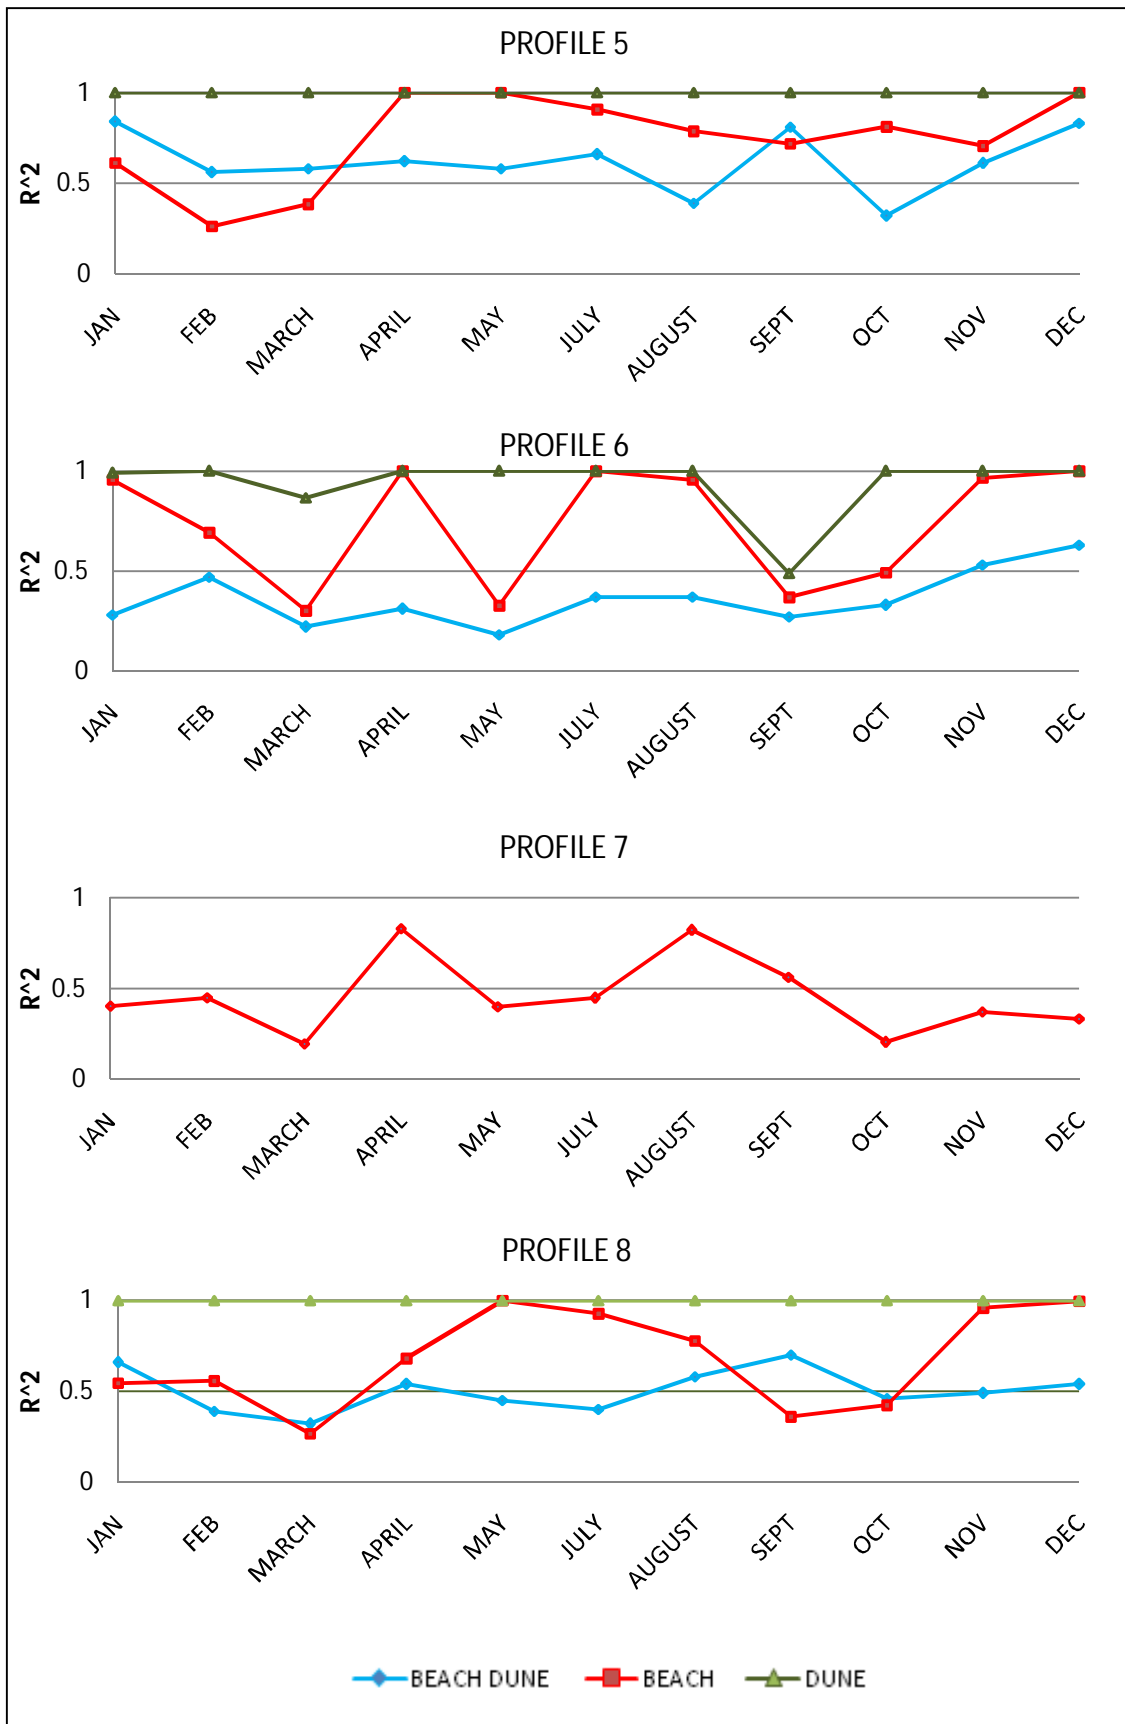 PROFILE 5
1
0.5
0
R^2
JAN FEB MARCH APRIL MAY JULY AUGUST SEPT OCT NOV DEC
PROFILE 6
1
0.5
0
R^2
JAN FEB MARCH APRIL MAY JULY AUGUST SEPT OCT NOV DEC
PROFILE 7
1
0.5
0
R^2
JAN FEB MARCH APRIL MAY JULY AUGUST SEPT OCT NOV DEC
PROFILE 8
1
0.5
0
R^2
JAN FEB MARCH APRIL MAY JULY AUGUST SEPT OCT NOV DEC
BEACH DUNE BEACH DUNE